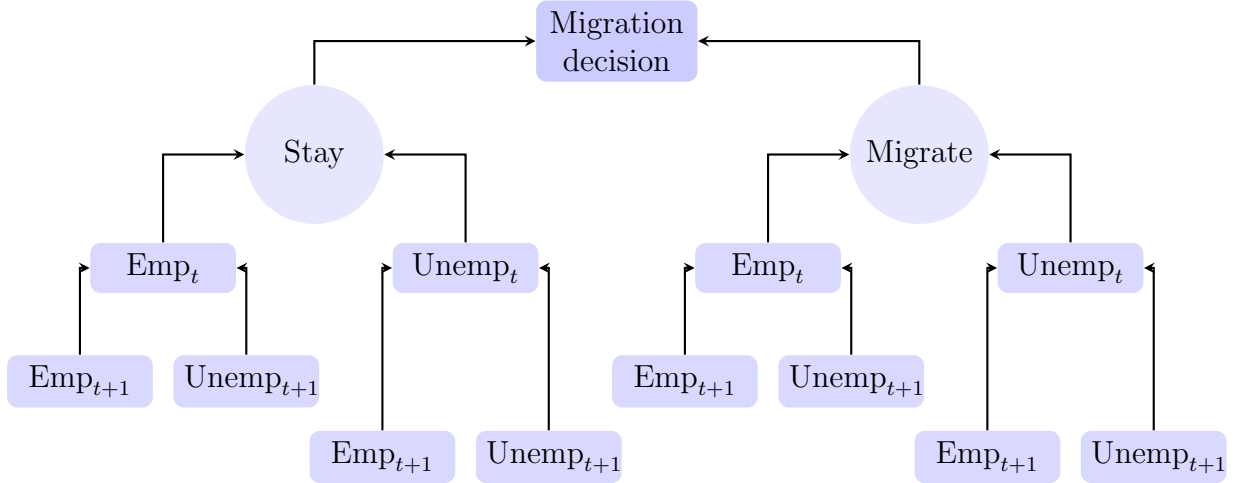 Migration
decision
Stay
Migrate
Emp_t
Unemp_t
Emp_t
Unemp_t
Emp_{t+1}
Unemp_{t+1}
Emp_{t+1}
Unemp_{t+1}
Emp_{t+1}
Unemp_{t+1}
Emp_{t+1}
Unemp_{t+1}